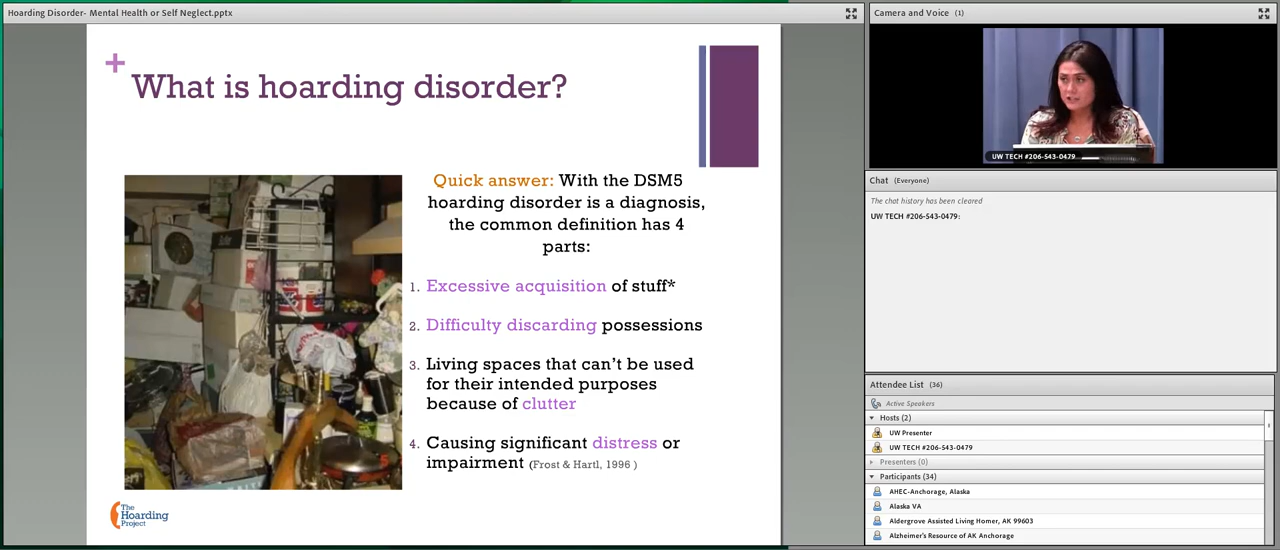 Hoarding Disorder- Mental Health or Self Neglect.pptx
+
What is hoarding disorder?
Quick answer: With the DSM5
hoarding disorder is a diagnosis,
the common definition has 4
parts:
1. Excessive acquisition of stuff*
2. Difficulty discarding possessions
3. Living spaces that can't be used
for their intended purposes
because of clutter
4. Causing significant distress or
impairment (Frost & Hartl, 1996 )
The
Hoarding
Project
Camera and Voice (1)
UW TECH #206-543-0479
Chat (Everyone)
The chat history has been cleared
UW TECH #206-543-0479:
Attendee List (36)
Active Speakers
Hosts (2)
UW Presenter
UW TECH #206-543-0479
Presenters (0)
Participants (34)
AHEC-Anchorage, Alaska
Alaska VA
Aldergrove Assisted Living Homer, AK 99603
Alzheimer's Resource of AK Anchorage